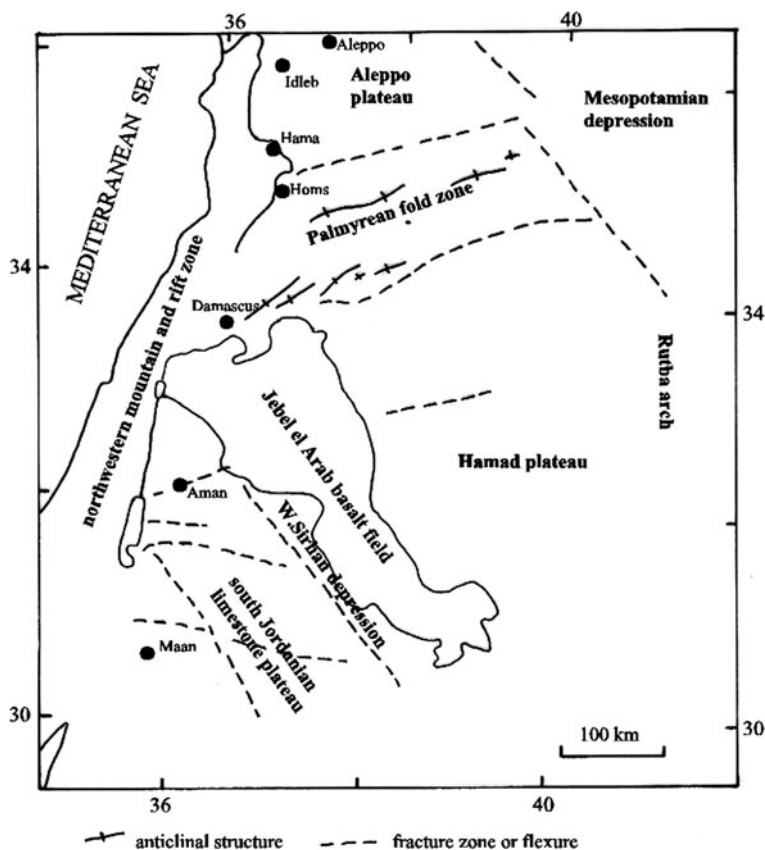 36
40
Aleppo
Idleb
Aleppo
plateau
Mesopotamian
depression
MEDITERRANEAN SEA
Hama
Homs
Palmyrean fold zone
34
Damascus
34
northwestern mountain and rift zone
Rutba arch
Jebel el Arab basalt field
Hamad plateau
Aman
W.Sirhan depression
south Jordanian
limestone plateau
Maan
30
30
100 km
36
40
anticlinal structure
fracture zone or flexure